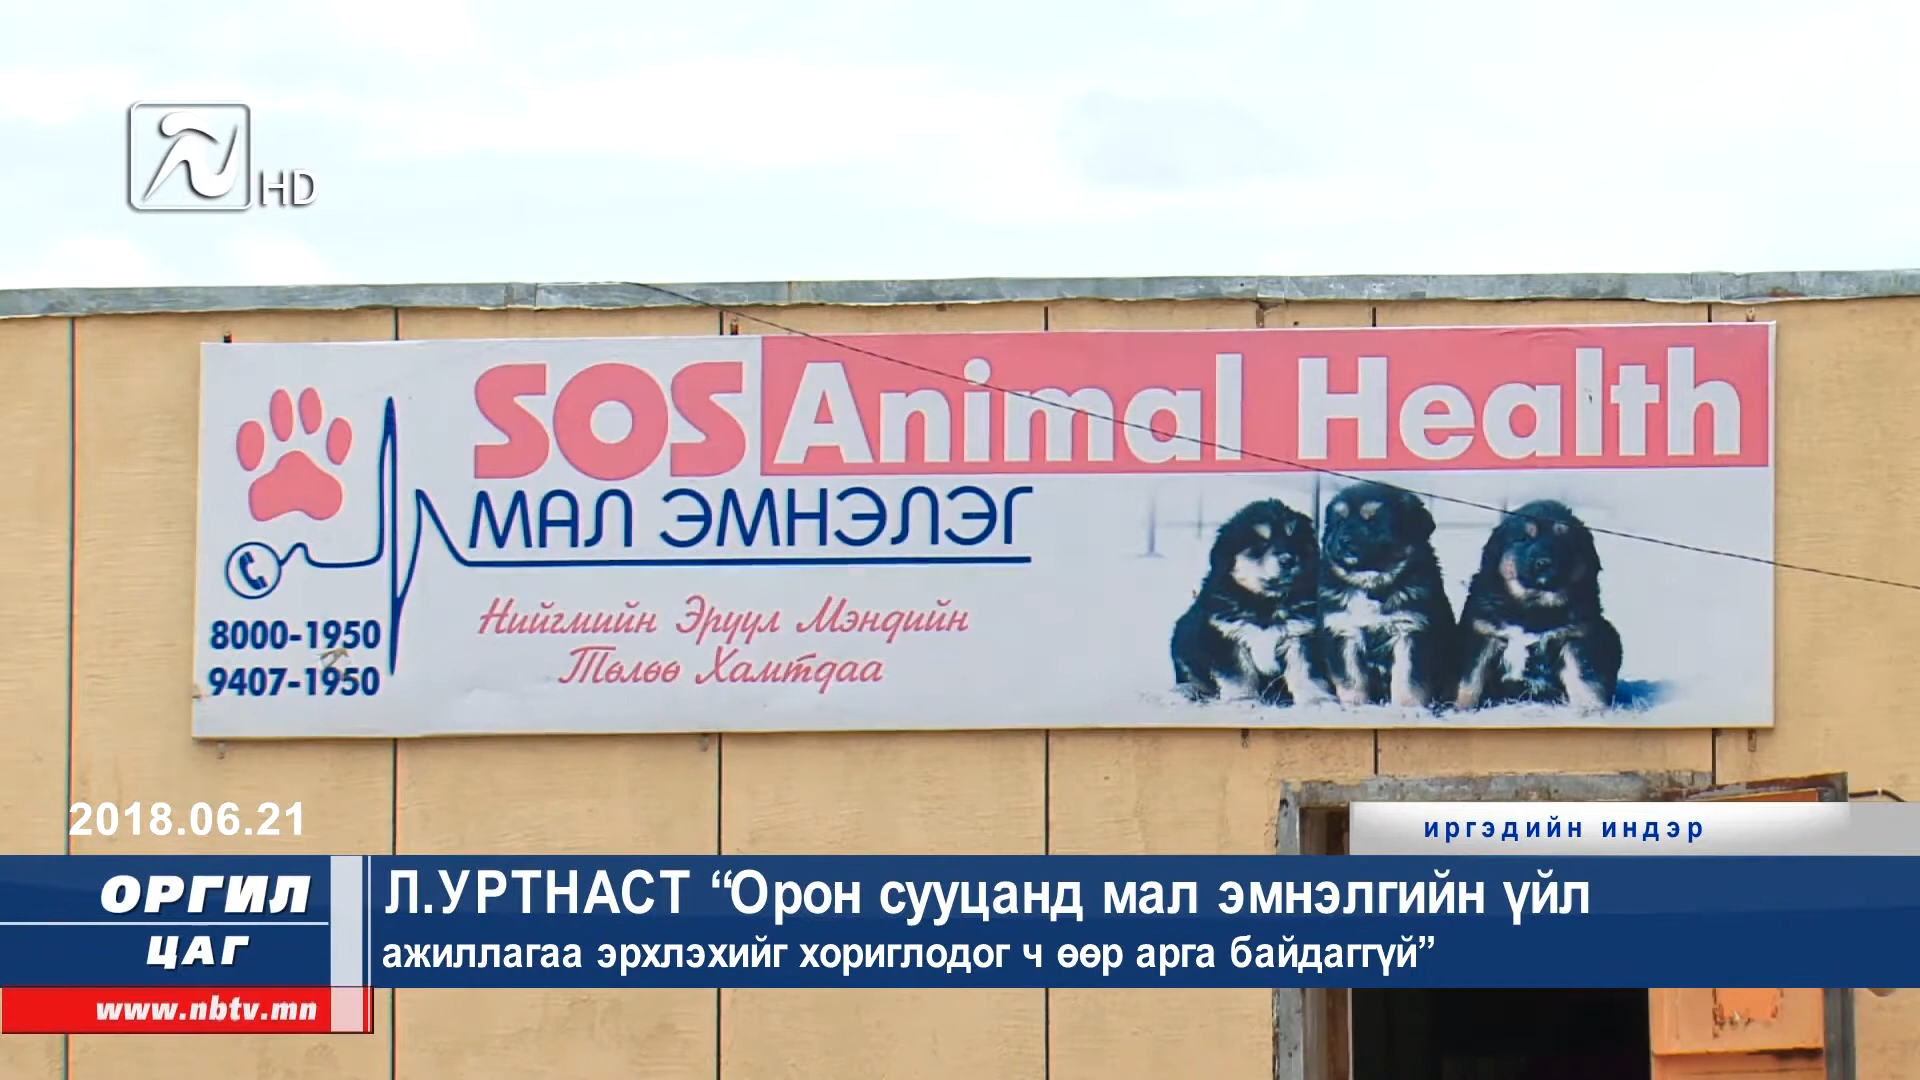 HD
SOS Animal Health
МАЛ ЭМНЭЛЭГ
8000-1950
9407-1950
Нийгмийн Эрүүл Мэндийн
Төлөө Хамтдаа
2018.06.21
иргэдийн индэр
ОРГИЛ
ЦАГ
Л.УРТНАСТ “Орон сууцанд мал эмнэлгийн үйл
ажиллагаа эрхлэхийг хориглодог ч өөр арга байдаггүй”
www.nbtv.mn